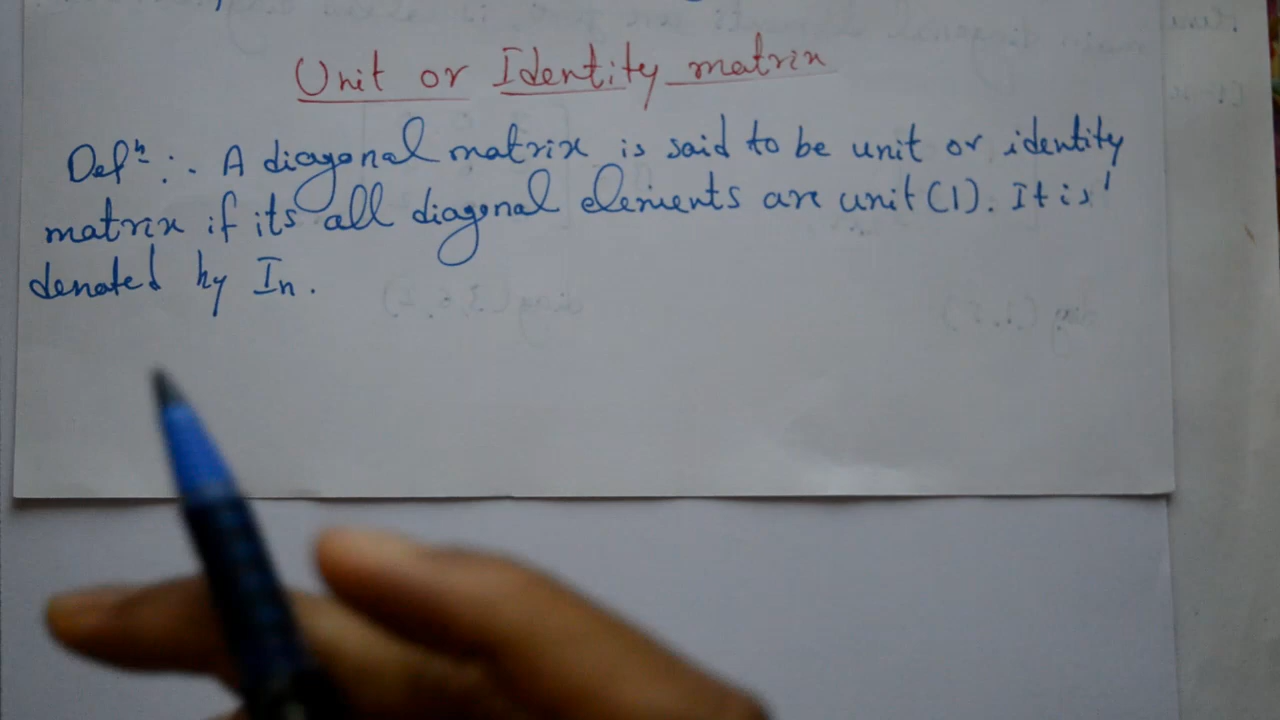 Unit or Identity matrix
Defⁿ :. A diagonal matrix is said to be unit or identity
matrix if its all diagonal elements are unit (1). It is
denoted by In.